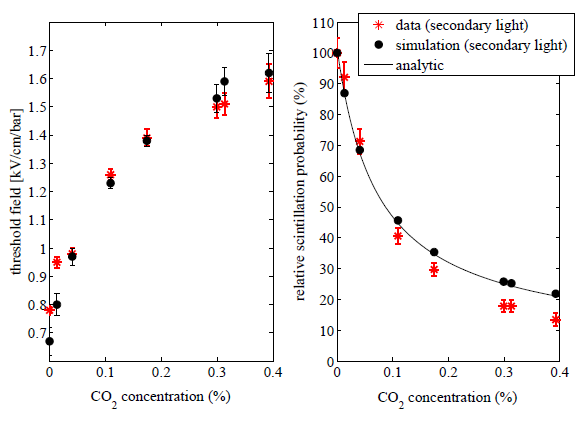 threshold field [kV/cm/bar]
1.7
1.6
1.5
1.4
1.3
1.2
1.1
1
0.9
0.8
0.7
0 0.1 0.2 0.3 0.4
CO2 concentration (%)
relative scintillation probability (%)
110
100
90
80
70
60
50
40
30
20
10
0
0 0.1 0.2 0.3 0.4
CO2 concentration (%)
data (secondary light)
simulation (secondary light)
analytic